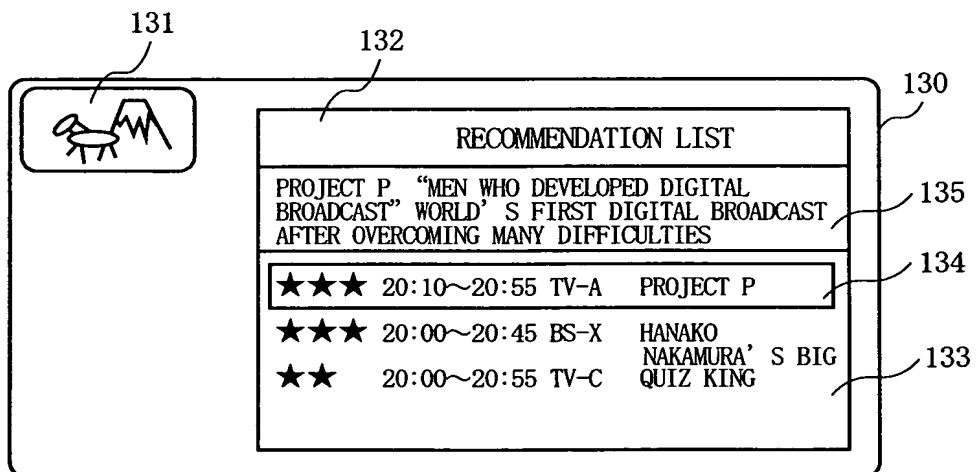 131
132
130
RECOMMENDATION LIST
PROJECT P "MEN WHO DEVELOPED DIGITAL
BROADCAST" WORLD'S FIRST DIGITAL BROADCAST
AFTER OVERCOMING MANY DIFFICULTIES
135
134
★★★ 20:10～20:55 TV-A PROJECT P
★★★ 20:00～20:45 BS-X HANAKO
NAKAMURA'S BIG
133
★★ 20:00～20:55 TV-C QUIZ KING